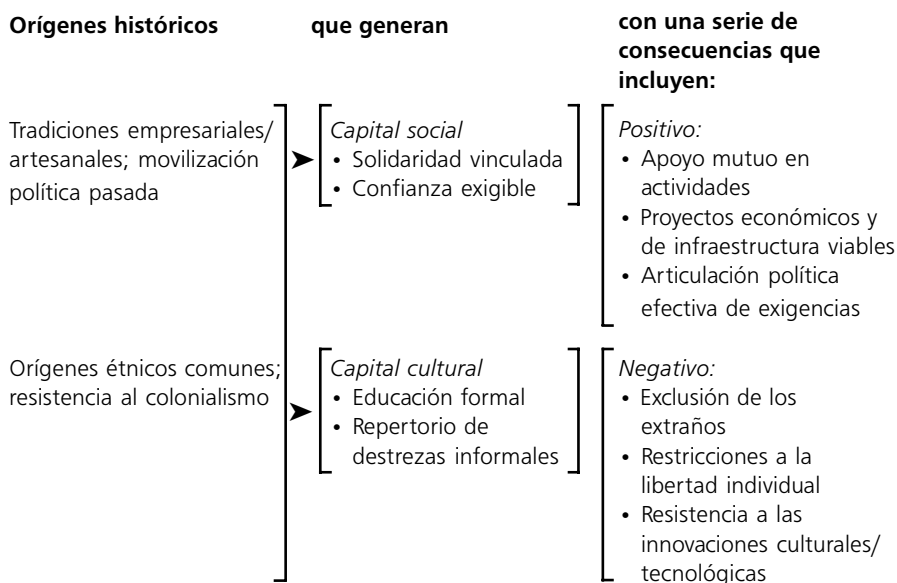 Orígenes históricos
que generan
con una serie de
consecuencias que
incluyen:
Tradiciones empresariales/
artesanales; movilización
política pasada
Capital social
• Solidaridad vinculada
• Confianza exigible
Positivo:
• Apoyo mutuo en
actividades
• Proyectos económicos y
de infraestructura viables
• Articulación política
efectiva de exigencias
Orígenes étnicos comunes;
resistencia al colonialismo
Capital cultural
• Educación formal
• Repertorio de
destrezas informales
Negativo:
• Exclusión de los
extraños
• Restricciones a la
libertad individual
• Resistencia a las
innovaciones culturales/
tecnológicas